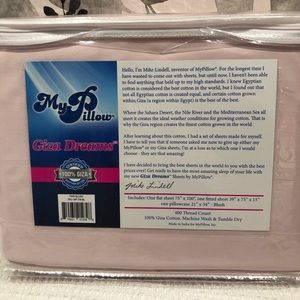 MyPillow
Giza Dreams™
100% GIZA
Hello, I'm Mike Lindell, inventor of MyPillow. For the longest time I
have wanted to come out with sheets, but until now, I haven't been able
to find anything that held up to my high standards. I knew Egyptian
cotton is considered the best cotton in the world, but I found out that
not all Egyptian cotton is created equal, and certain cotton grown
within Giza (a region within Egypt) is the best of the best.
Where the Sahara Desert, the Nile River and the Mediterranean Sea all
meet it creates the ideal weather conditions for growing cotton. That is
why the Giza region creates the finest cotton grown in the world.
After learning about this cotton, I had a set of sheets made for myself.
I have to tell you that if someone asked me now to give up either my
MyPillow or my Giza sheets, I'm at a loss as to which one I would
choose - they are that amazing!
I have decided to bring the best sheets in the world to you with the best
prices ever! Get ready to have the most amazing sleep of your life with
my new Giza Dreams™ Sheets by MyPillow.
Mike Lindell
Includes: One flat sheet 75" x 100", one fitted sheet 39" x 75" x 15"
one pillowcase 21" x 34" - Blush
400 Thread Count
100% Giza Cotton, Machine Wash & Tumble Dry
Made in India for MyPillow, Inc.